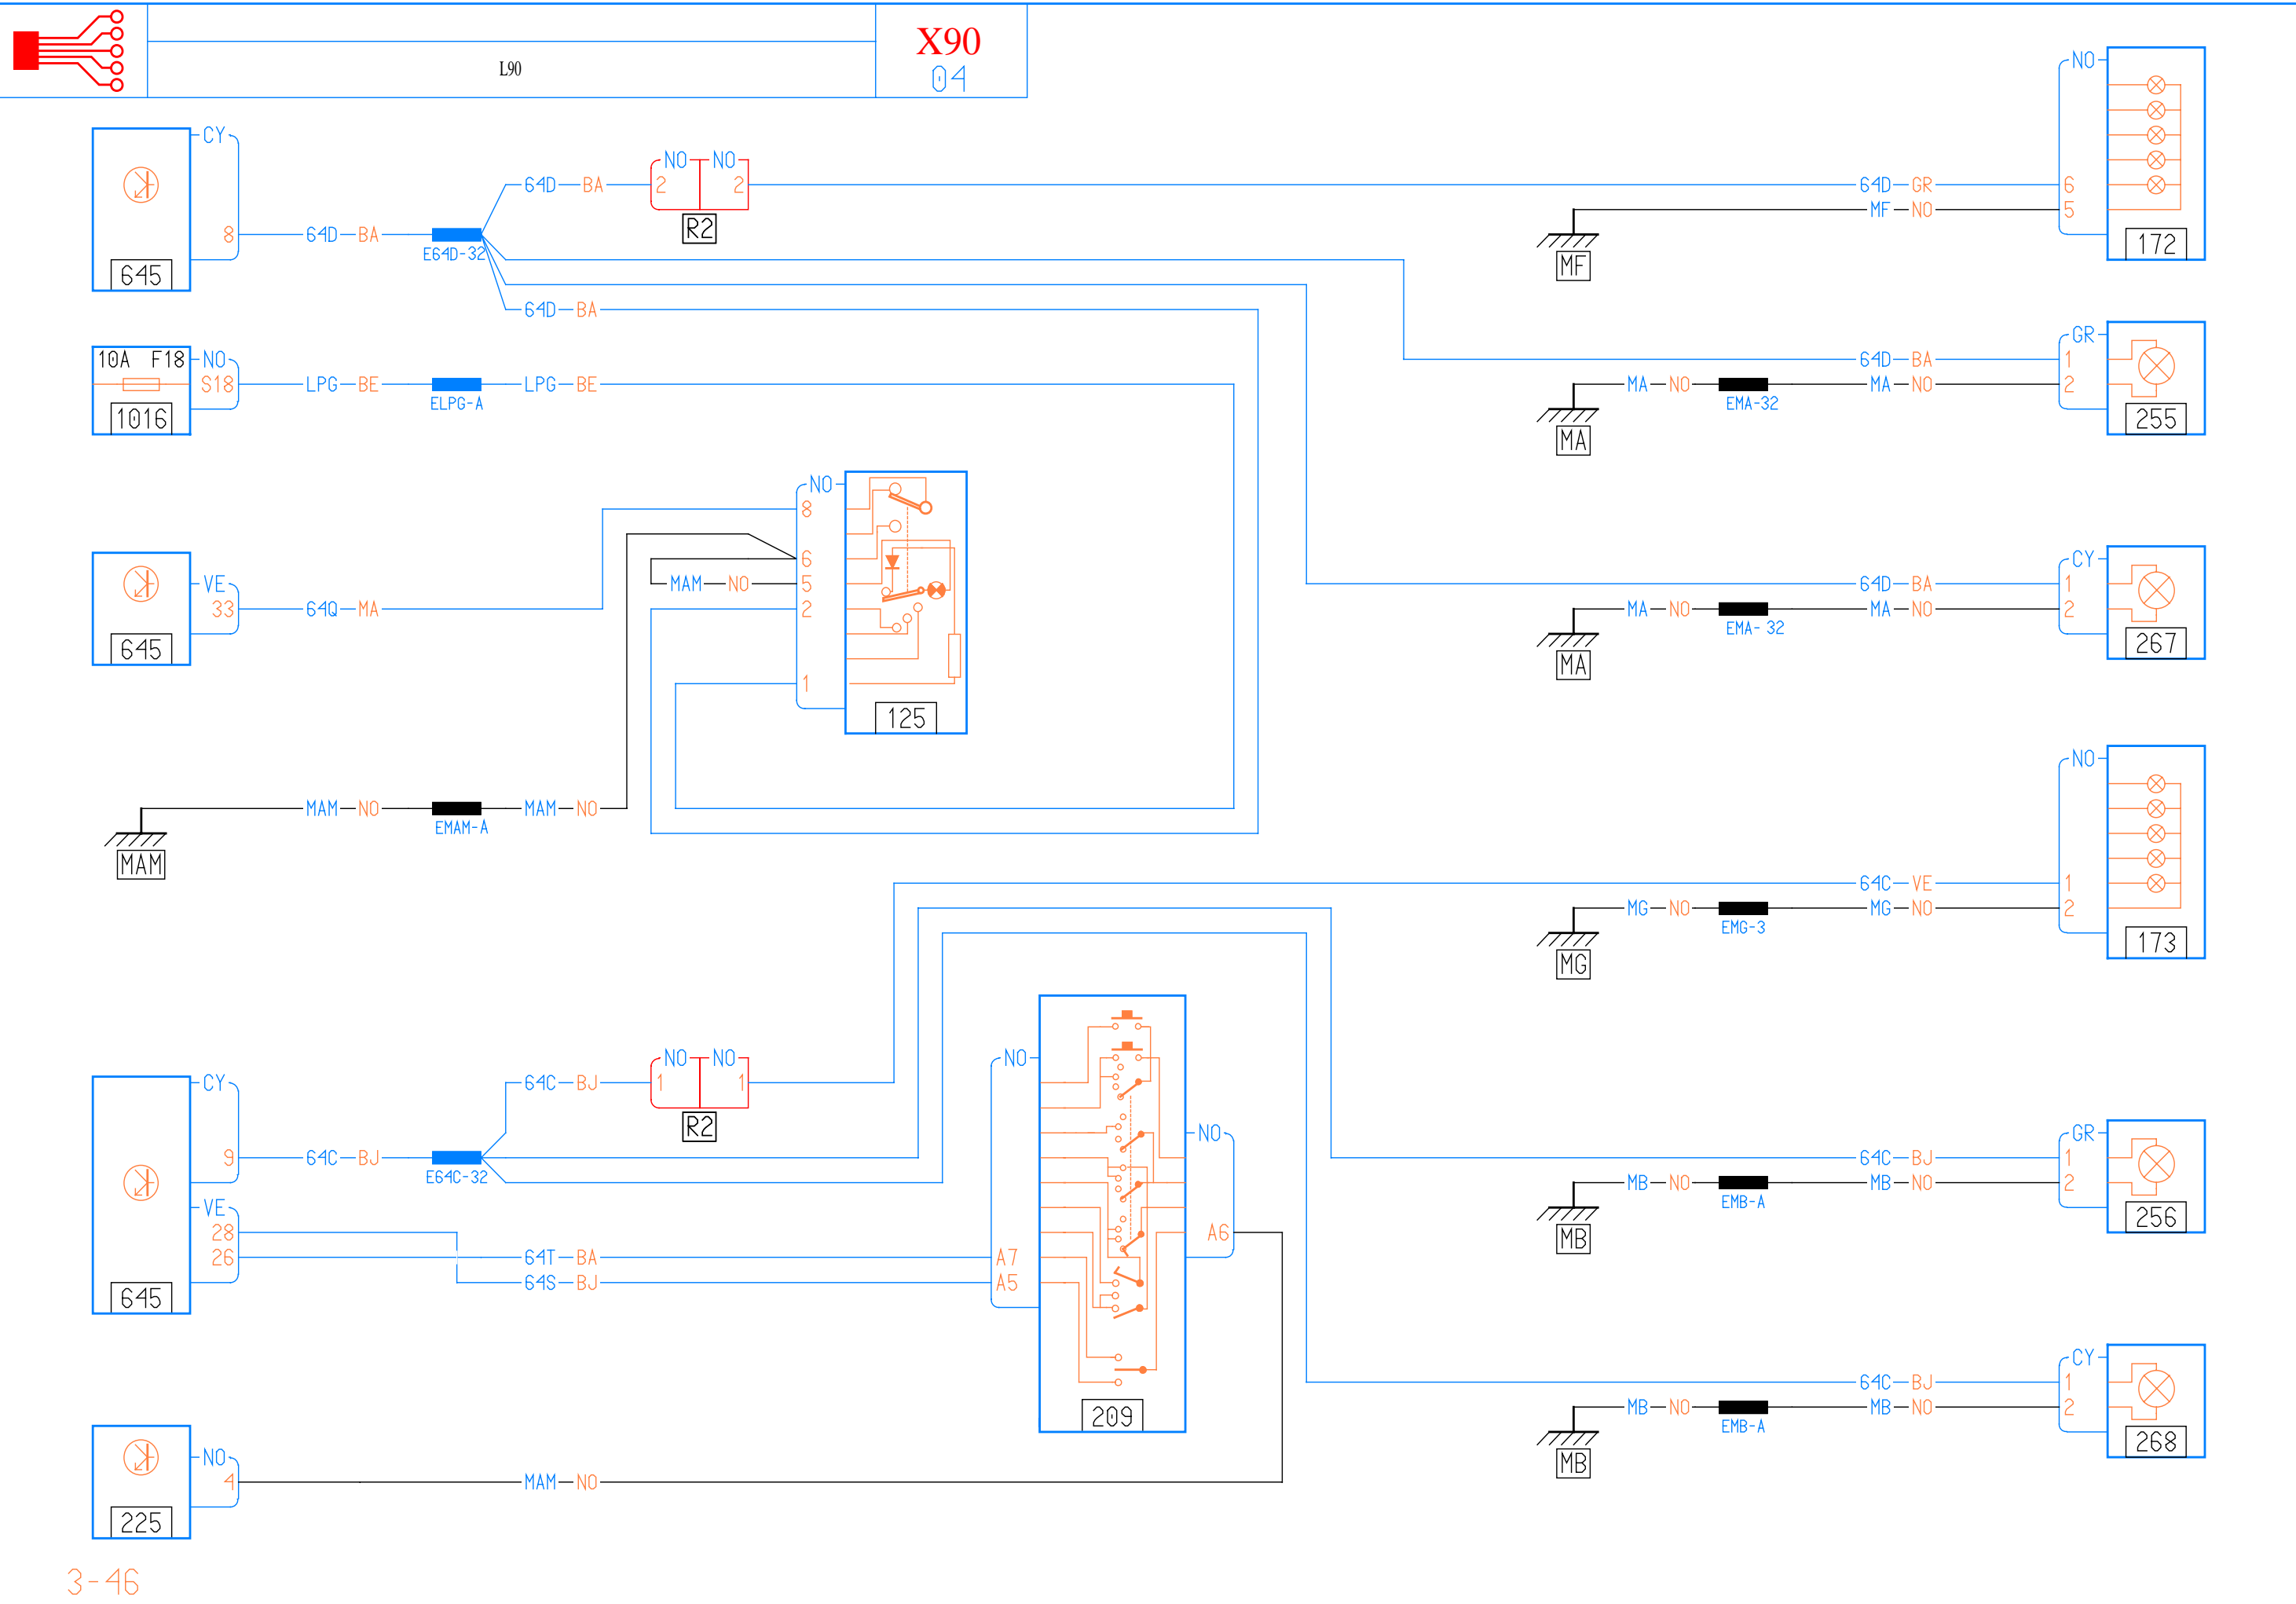 L90
X90
04
CY
8
645
64D BA
E64D-32
64D BA
NO NO
2 2
R2
64D GR
MF NO
MF
NO
6
5
172
64D BA
10A F18
NO
S18
1016
LPG BE
ELPG-A
LPG BE
64D BA
MA NO
EMA-32
MA NO
MA
GR
1
2
255
VE
33
645
64Q MA
NO
8
6
5
2
1
MAM NO
125
64D BA
MA NO
EMA- 32
MA NO
MA
CY
1
2
267
MAM NO
EMAM-A
MAM NO
MAM
64C VE
MG NO
EMG-3
MG NO
MG
NO
1
2
173
CY
9
VE
28
26
645
64C BJ
E64C-32
64C BJ
NO NO
1 1
R2
64T BA
64S BJ
NO
A7
A5
NO
A6
209
64C BJ
MB NO
EMB-A
MB NO
MB
GR
1
2
256
64C BJ
MB NO
EMB-A
MB NO
MB
CY
1
2
268
NO
4
225
MAM NO
3-46